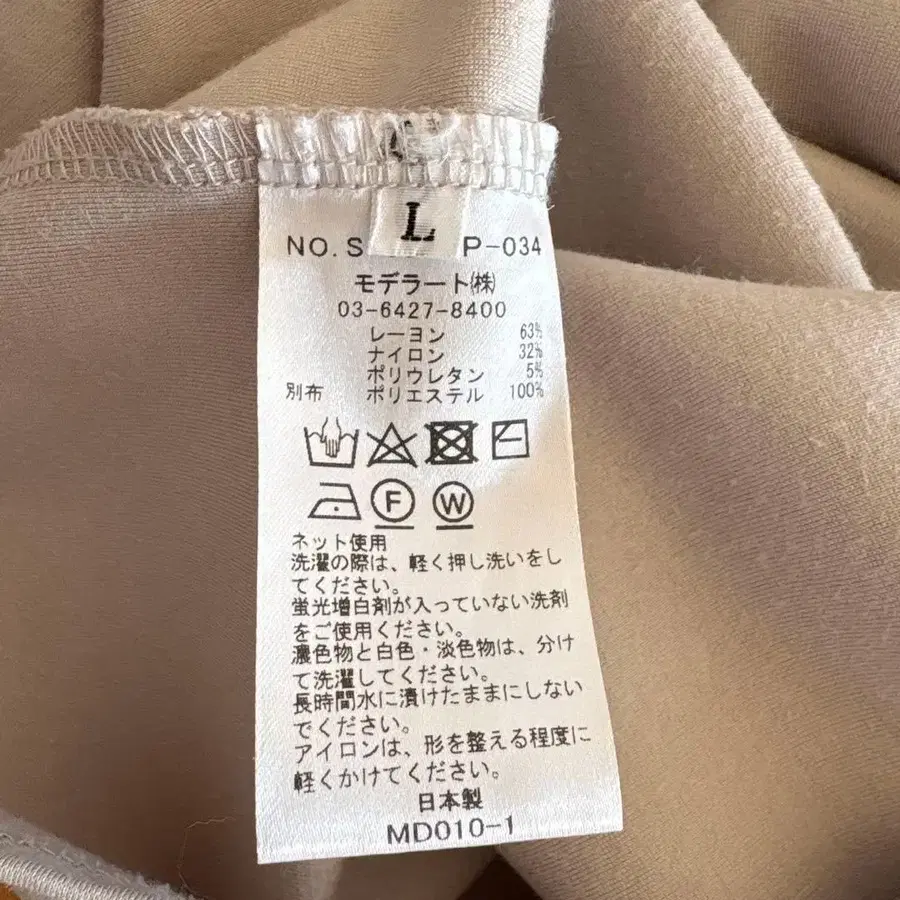 L
NO.S P-034
モデラート㈱
03-6427-8400
レーヨン 63%
ナイロン 32%
ポリウレタン 5%
別布 ポリエステル 100%
F W
ネット使用
洗濯の際は、軽く押し洗いをし
てください。
蛍光増白剤が入っていない洗剤
をご使用ください。
濃色物と白色・淡色物は、分け
て洗濯してください。
長時間水に漬けたままにしない
でください。
アイロンは、形を整える程度に
軽くかけてください。
日本製
MD010-1